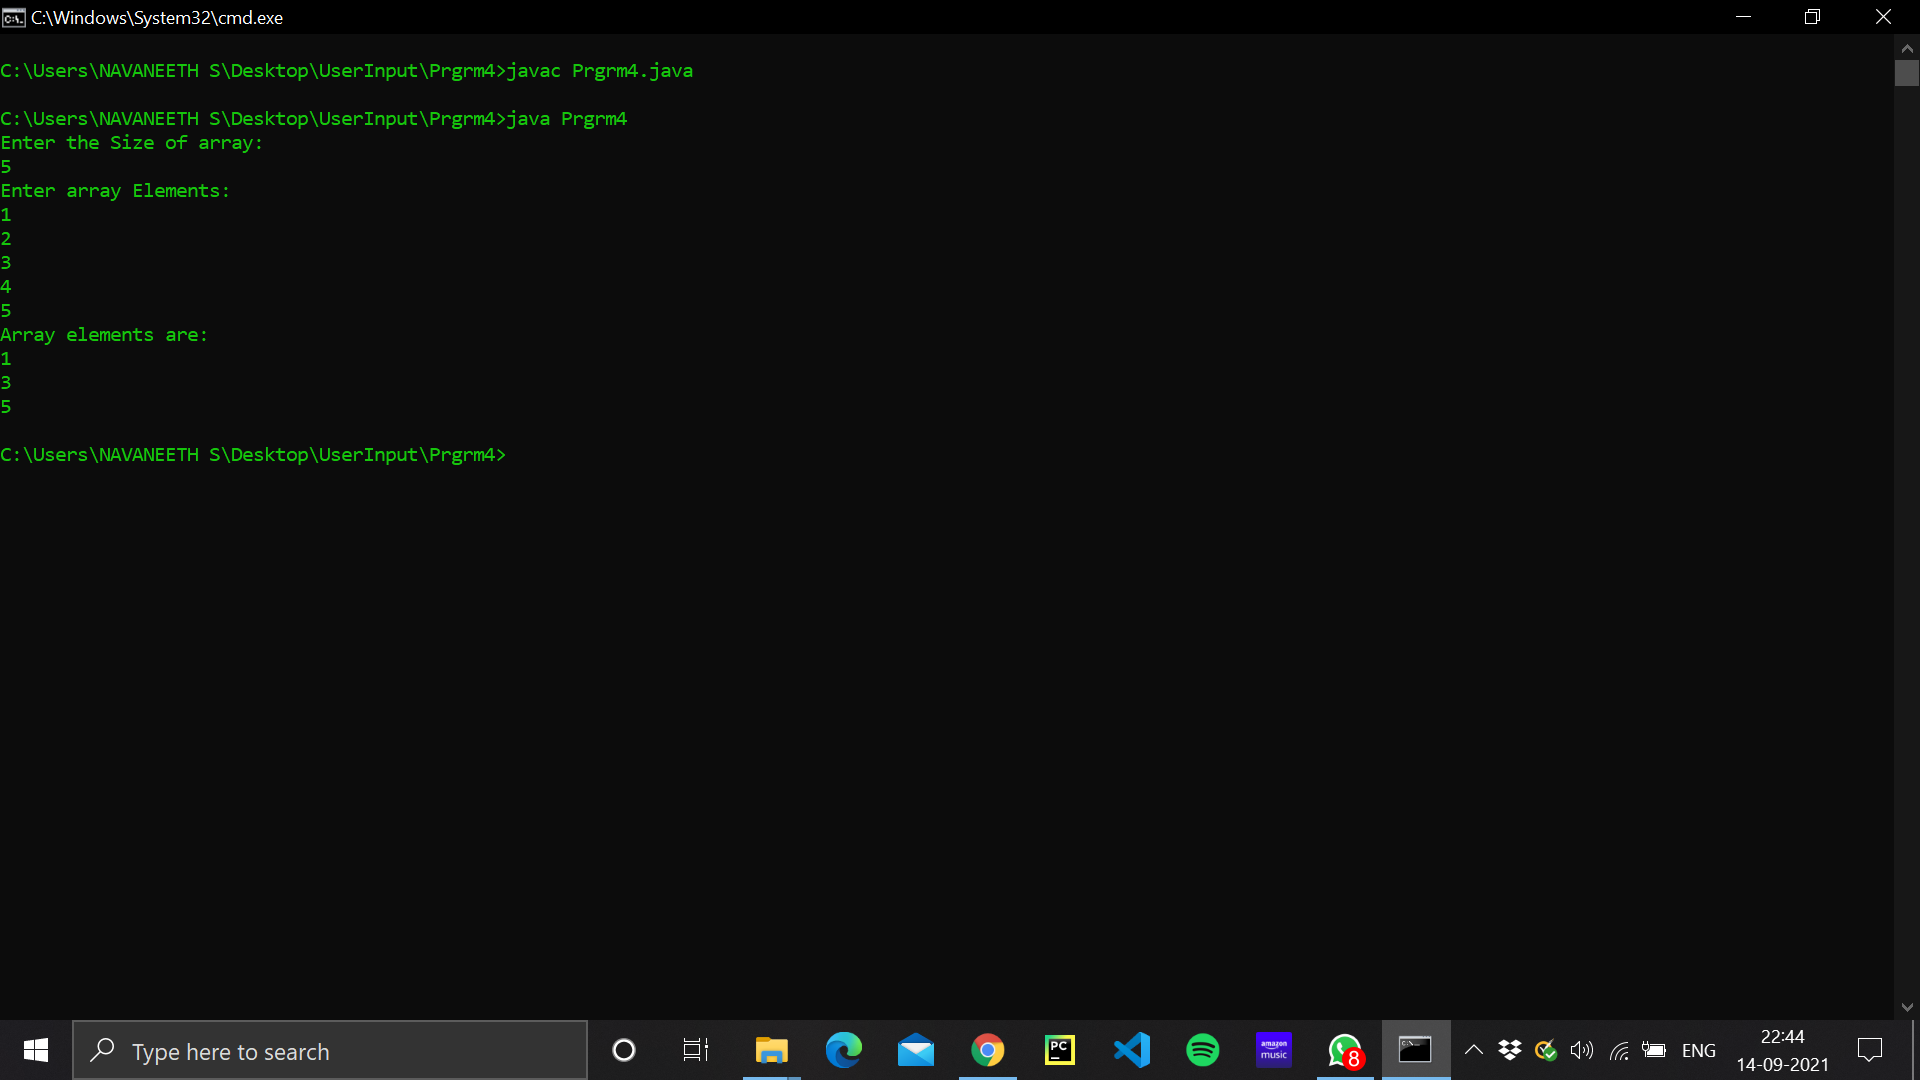 C:\Windows\System32\cmd.exe
C:\Users\NAVANEETH S\Desktop\UserInput\Prgrm4>javac Prgrm4.java
C:\Users\NAVANEETH S\Desktop\UserInput\Prgrm4>java Prgrm4
Enter the Size of array:
5
Enter array Elements:
1
2
3
4
5
Array elements are:
1
3
5
C:\Users\NAVANEETH S\Desktop\UserInput\Prgrm4>
Type here to search
PC
amazon
music
8
ENG
22:44
14-09-2021